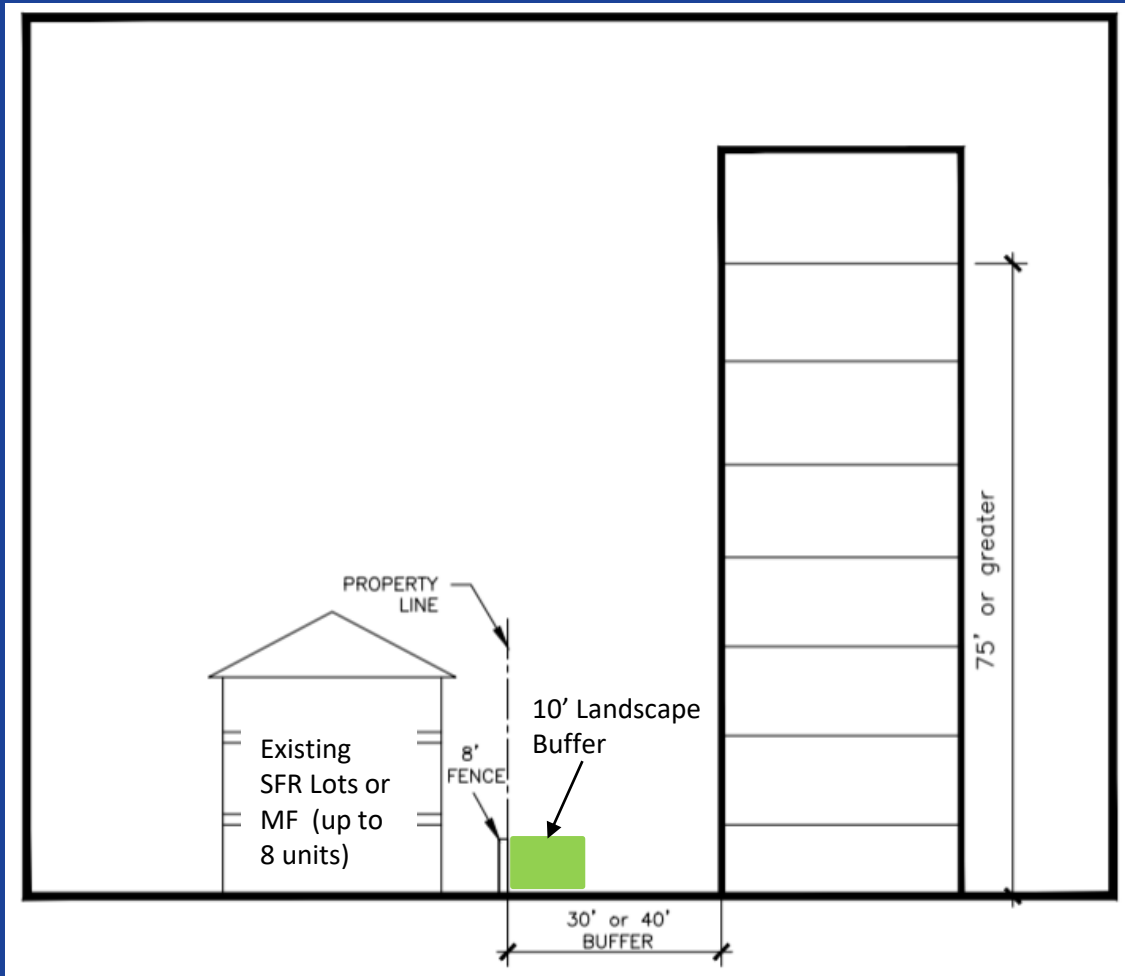 PROPERTY
LINE
10’ Landscape
Buffer
8'
FENCE
Existing
SFR Lots or
MF (up to
8 units)
75' or greater
30' or 40'
BUFFER